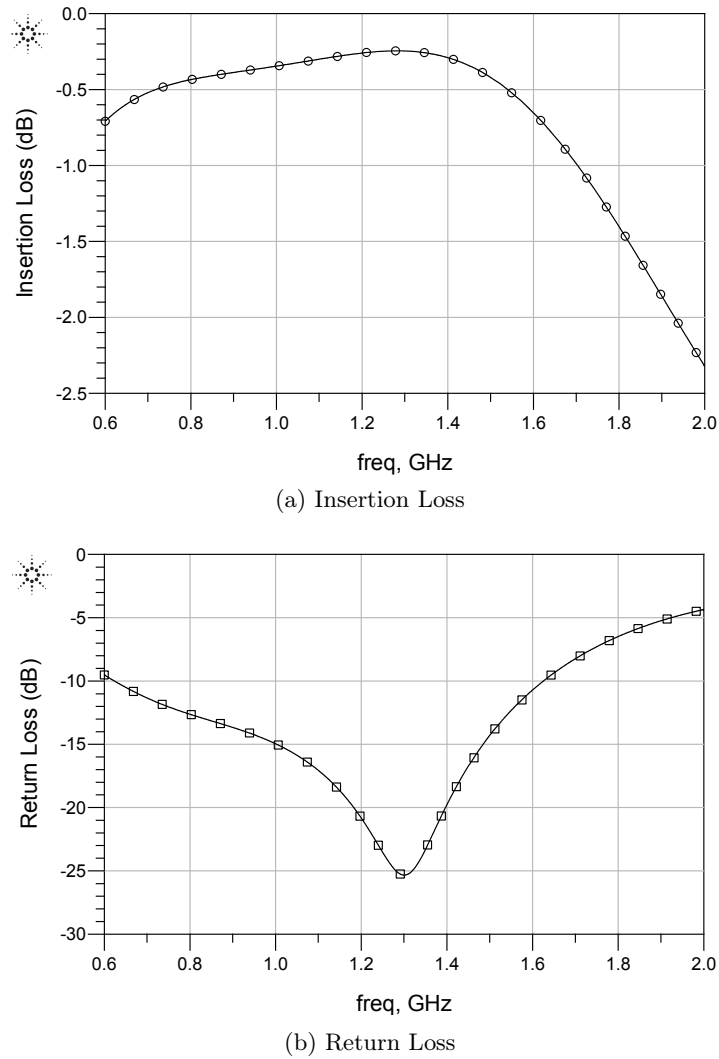 0.0
-0.5
-1.0
-1.5
-2.0
-2.5
Insertion Loss (dB)
0.6 0.8 1.0 1.2 1.4 1.6 1.8 2.0
freq, GHz
(a) Insertion Loss
0
-5
-10
-15
-20
-25
-30
Return Loss (dB)
0.6 0.8 1.0 1.2 1.4 1.6 1.8 2.0
freq, GHz
(b) Return Loss